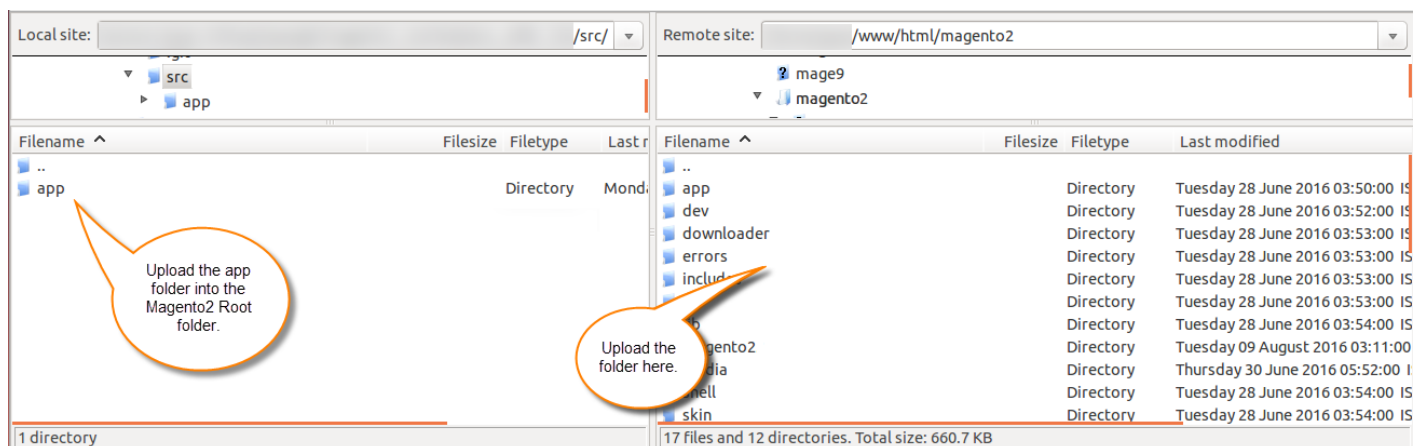 Local site: /src/
src
app
Filename Filesize Filetype
..
app Directory
Upload the app
folder into the
Magento2 Root
folder.
1 directory
Remote site: /www/html/magento2
mage9
magento2
Filename Filesize Filetype Last modified
..
app Directory Tuesday 28 June 2016 03:50:00
dev Directory Tuesday 28 June 2016 03:52:00
downloader Directory Tuesday 28 June 2016 03:53:00
errors Directory Tuesday 28 June 2016 03:53:00
Directory Tuesday 28 June 2016 03:53:00
Directory Tuesday 28 June 2016 03:53:00
Directory Tuesday 28 June 2016 03:54:00
Directory Tuesday 09 August 2016 03:11:00
Directory Thursday 30 June 2016 05:52:00
Directory Tuesday 28 June 2016 03:54:00
skin Directory Tuesday 28 June 2016 03:54:00
Upload the
folder here.
17 files and 12 directories. Total size: 660.7 KB